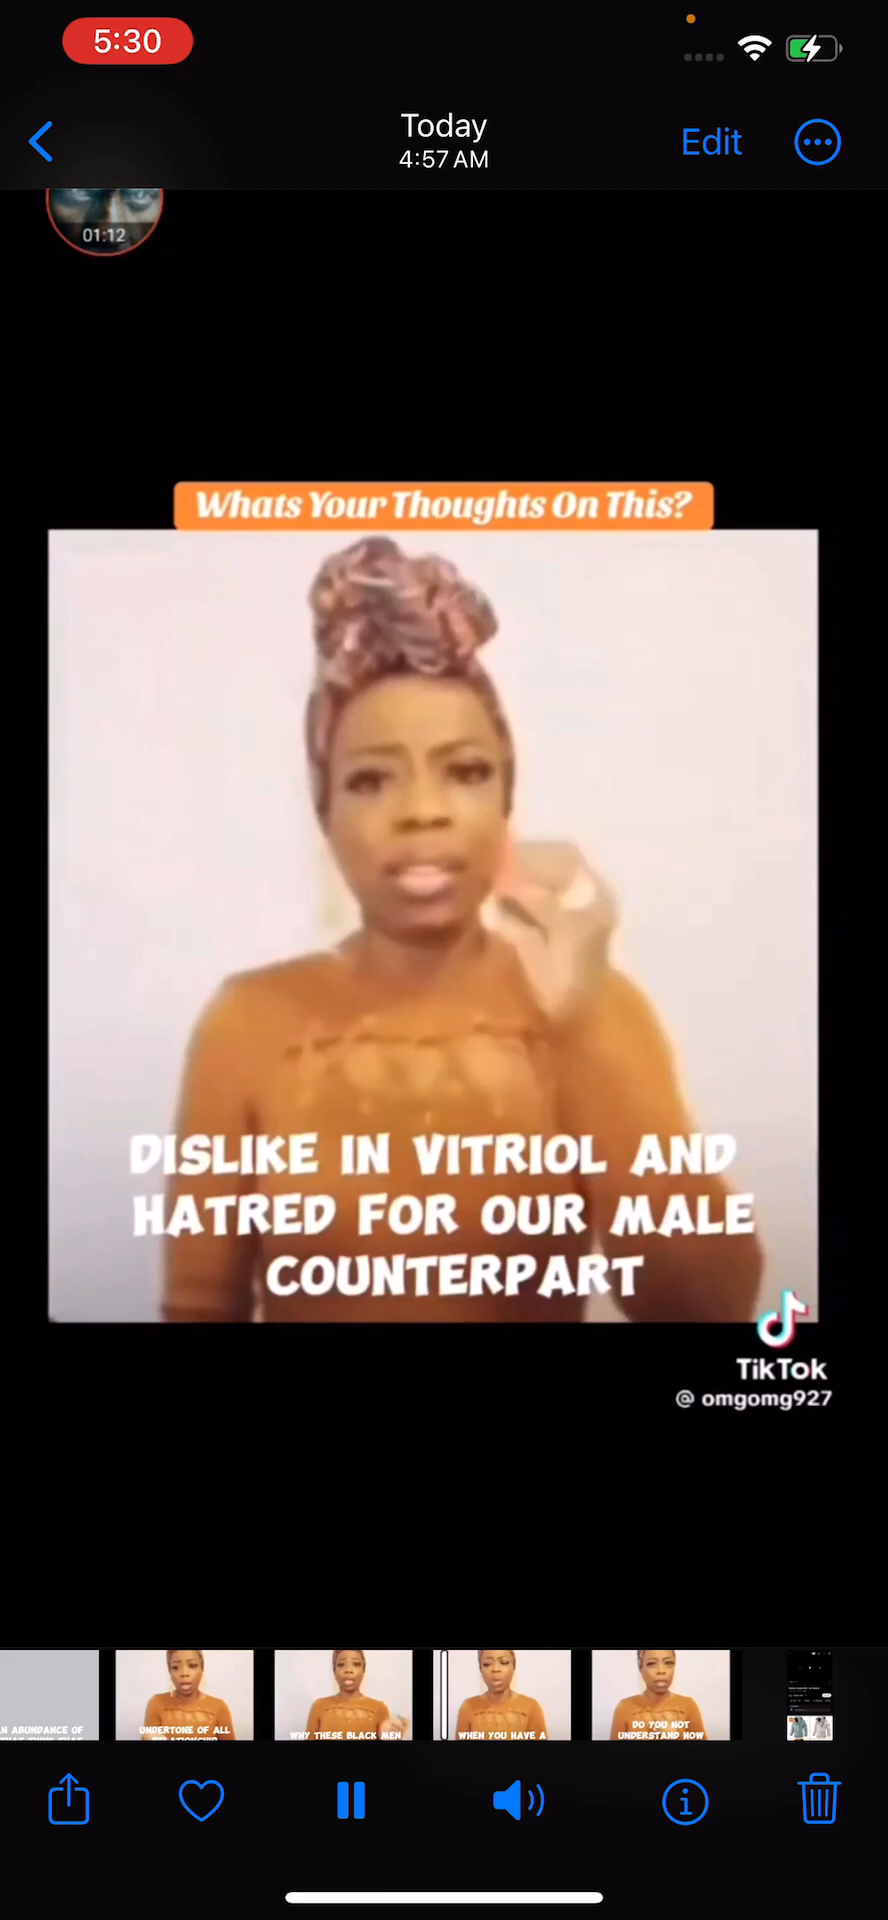 5:30
Today
4:57 AM
Edit
01:12
Whats Your Thoughts On This?
DISLIKE IN VITRIOL AND
HATRED FOR OUR MALE
COUNTERPART
TikTok
@ omgomg927
N ABUNDANCE OF
UNDERTONE OF ALL
WHY THESE BLACK MEN
WHEN YOU HAVE A
DO YOU NOT
UNDERSTAND HOW